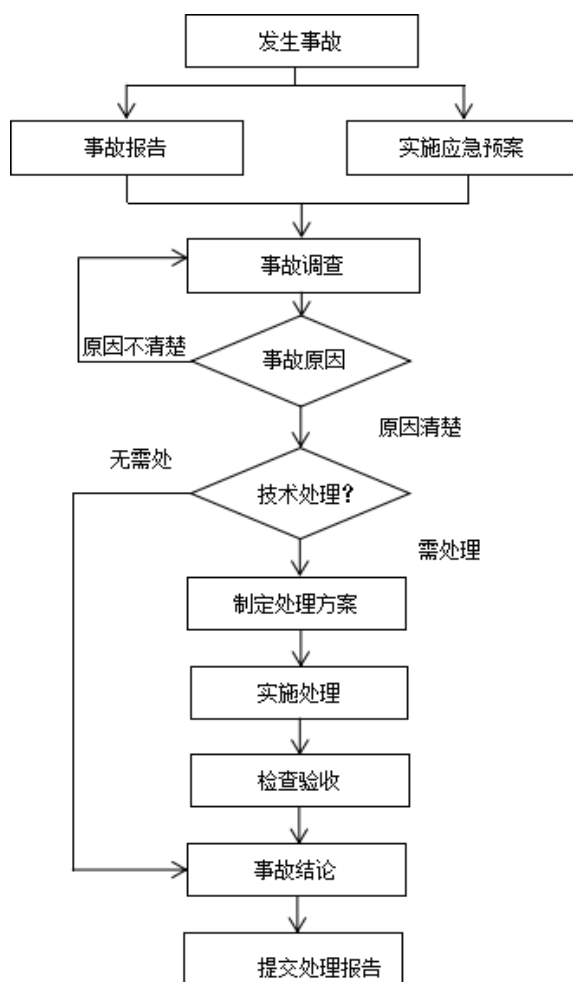 发生事故
事故报告
实施应急预案
事故调查
原因不清楚
事故原因
原因清楚
无需处
技术处理?
需处理
制定处理方案
实施处理
检查验收
事故结论
提交处理报告